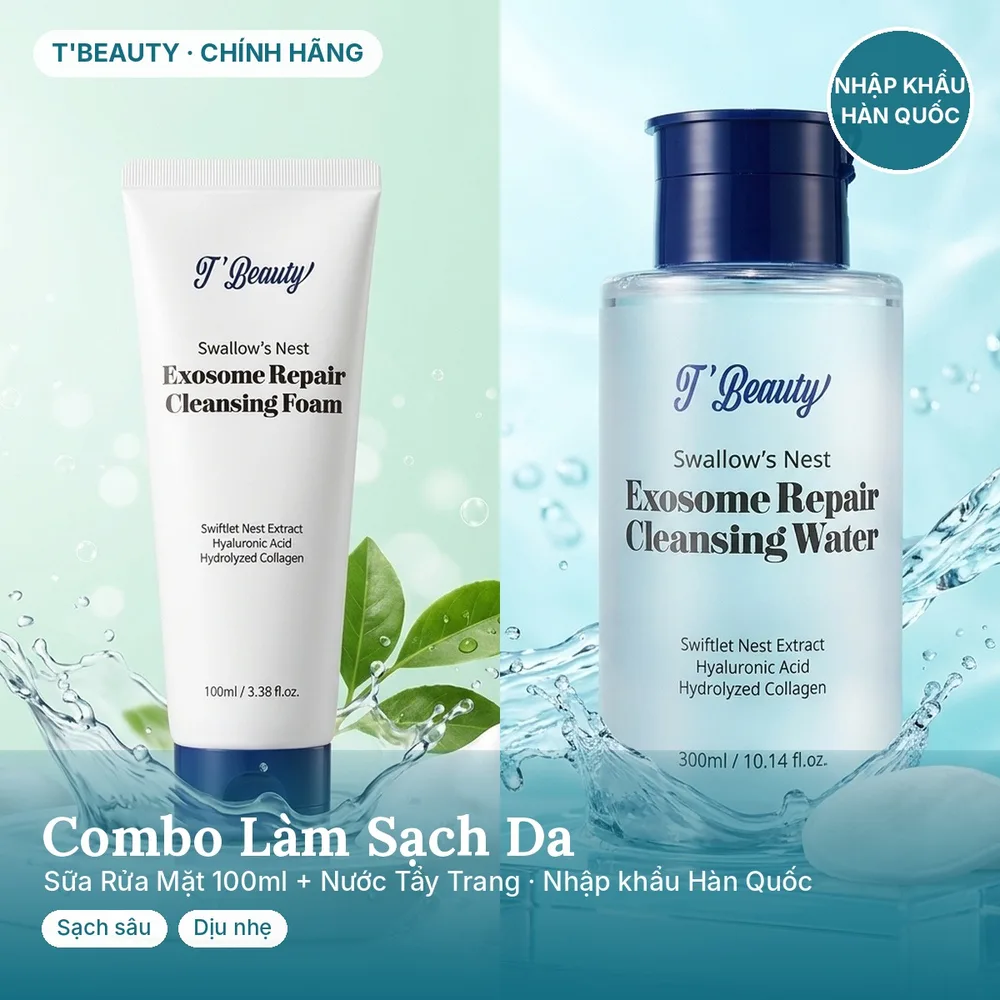 T'BEAUTY · CHÍNH HÃNG
NHẬP KHẨU
HÀN QUỐC
T'Beauty
Swallow's Nest
Exosome Repair
Cleansing Foam
Swiftlet Nest Extract
Hyaluronic Acid
Hydrolyzed Collagen
100ml / 3.38 fl.oz.
T'Beauty
Swallow's Nest
Exosome Repair
Cleansing Water
Swiftlet Nest Extract
Hyaluronic Acid
Hydrolyzed Collagen
300ml / 10.14 fl.oz.
Combo Làm Sạch Da
Sữa Rửa Mặt 100ml + Nước Tẩy Trang · Nhập khẩu Hàn Quốc
Sạch sâu
Dịu nhẹ